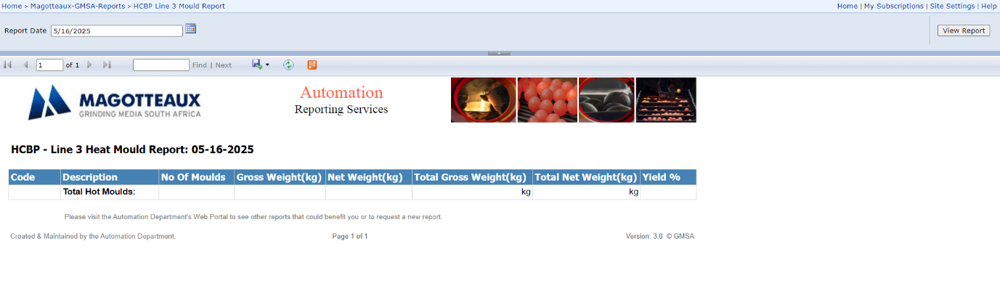 Home > Magotteaux-GMSA-Reports > HCBP Line 3 Mould Report Home | My Subscriptions | Site Settings | Help
Report Date 5/16/2025 View Report
1 of 1 Find | Next
MAGOTTEAUX
GRINDING MEDIA SOUTH AFRICA
Automation
Reporting Services
HCBP - Line 3 Heat Mould Report: 05-16-2025
Code Description No Of Moulds Gross Weight(kg) Net Weight(kg) Total Gross Weight(kg) Total Net Weight(kg) Yield %
Total Hot Moulds: kg kg
Please visit the Automation Department's Web Portal to see other reports that could benefit you or to request a new report.
Created & Maintained by the Automation Department. Page 1 of 1 Version: 3.0 © GMSA